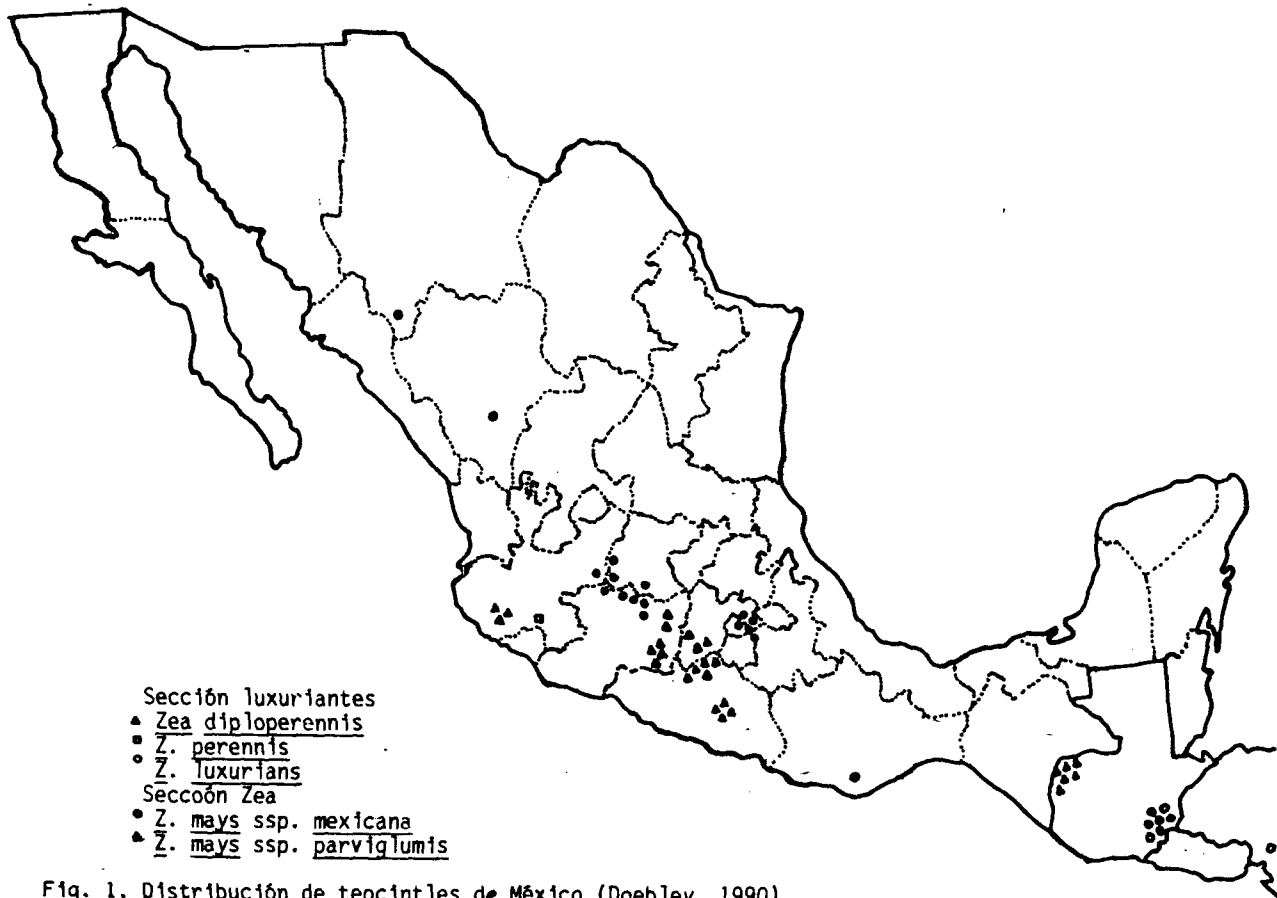 Sección luxuriantes
Zea diploperennis
Z. perennis
Z. luxurians
Seccoón Zea
Z. mays ssp. mexicana
Z. mays ssp. parviglumis
Fig. 1. Distribución de teocintles de México (Doebley, 1990)